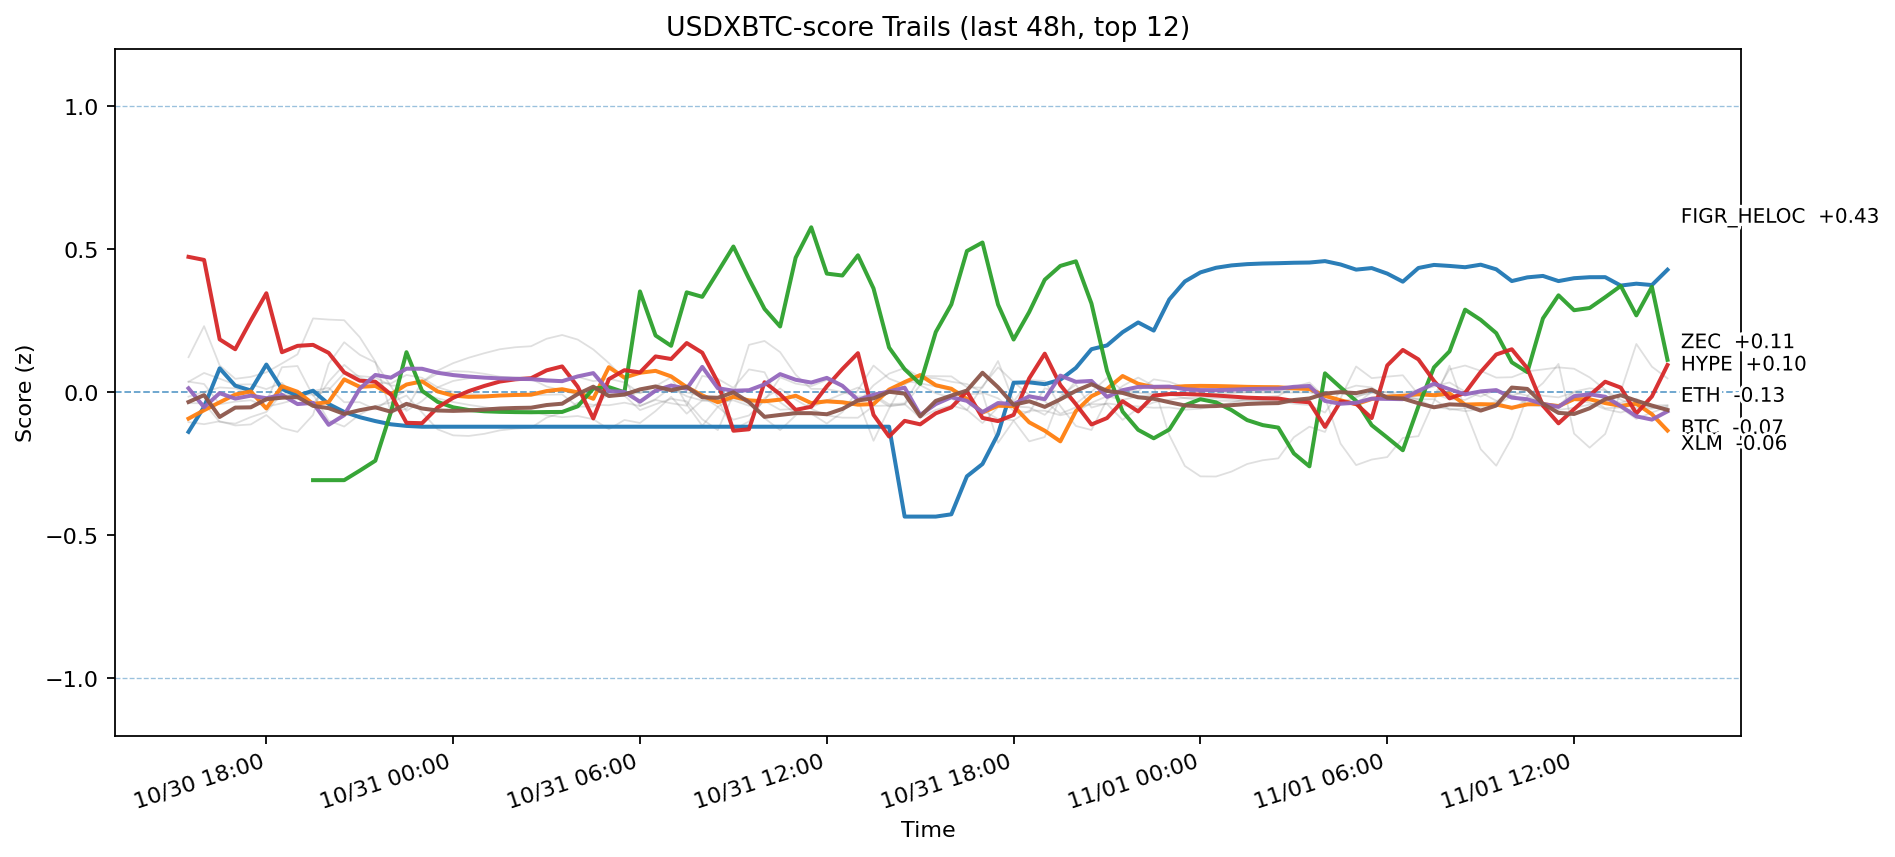 USDXBTC-score Trails (last 48h, top 12)
Score (z)
1.0
0.5
0.0
−0.5
−1.0
FIGR_HELOC +0.43
ZEC +0.11
HYPE +0.10
ETH -0.13
BTC -0.07
XLM -0.06
10/30 18:00
10/31 00:00
10/31 06:00
10/31 12:00
10/31 18:00
11/01 00:00
11/01 06:00
11/01 12:00
Time